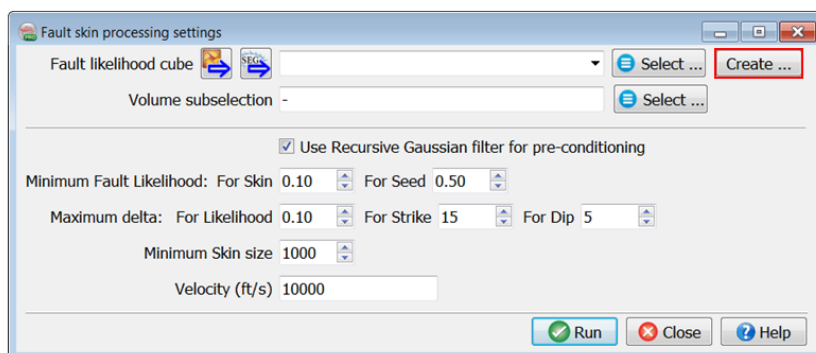 Fault skin processing settings
Fault likelihood cube SEGY Select ... Create ...
Volume subselection - Select ...
Use Recursive Gaussian filter for pre-conditioning
Minimum Fault Likelihood: For Skin 0.10 For Seed 0.50
Maximum delta: For Likelihood 0.10 For Strike 15 For Dip 5
Minimum Skin size 1000
Velocity (ft/s) 10000
Run Close Help